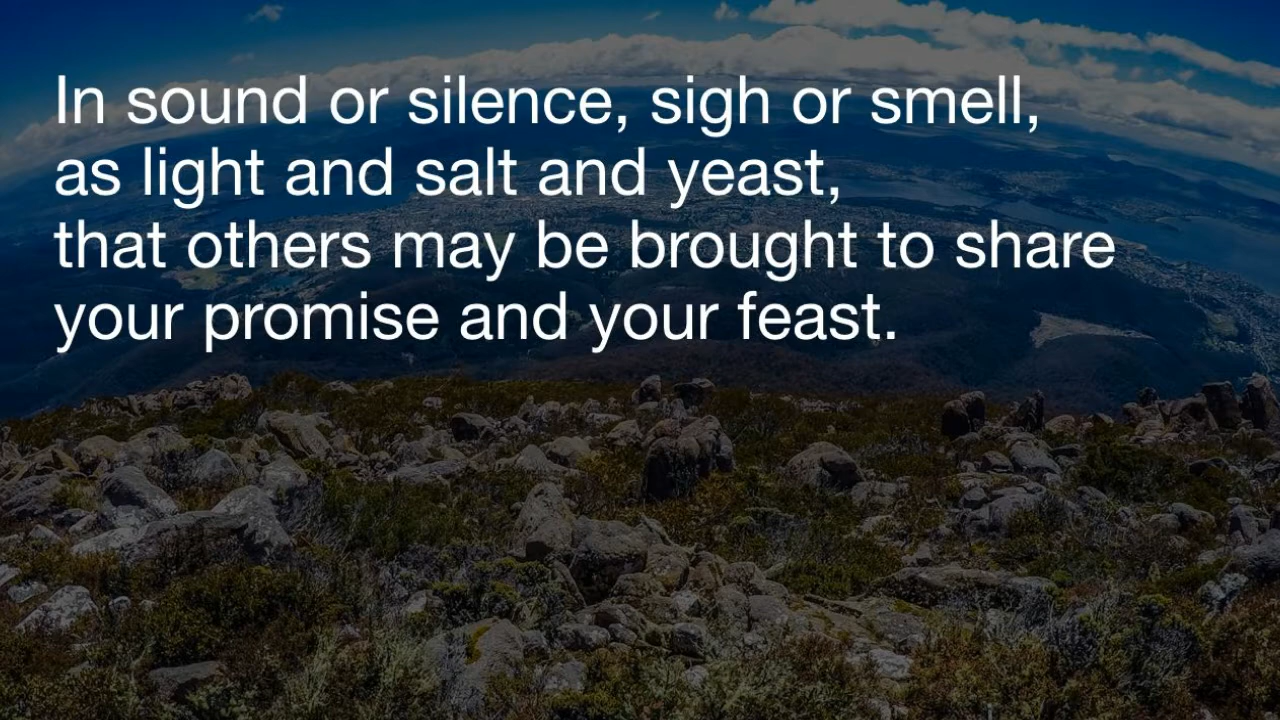 In sound or silence, sigh or smell,
as light and salt and yeast,
that others may be brought to share
your promise and your feast.